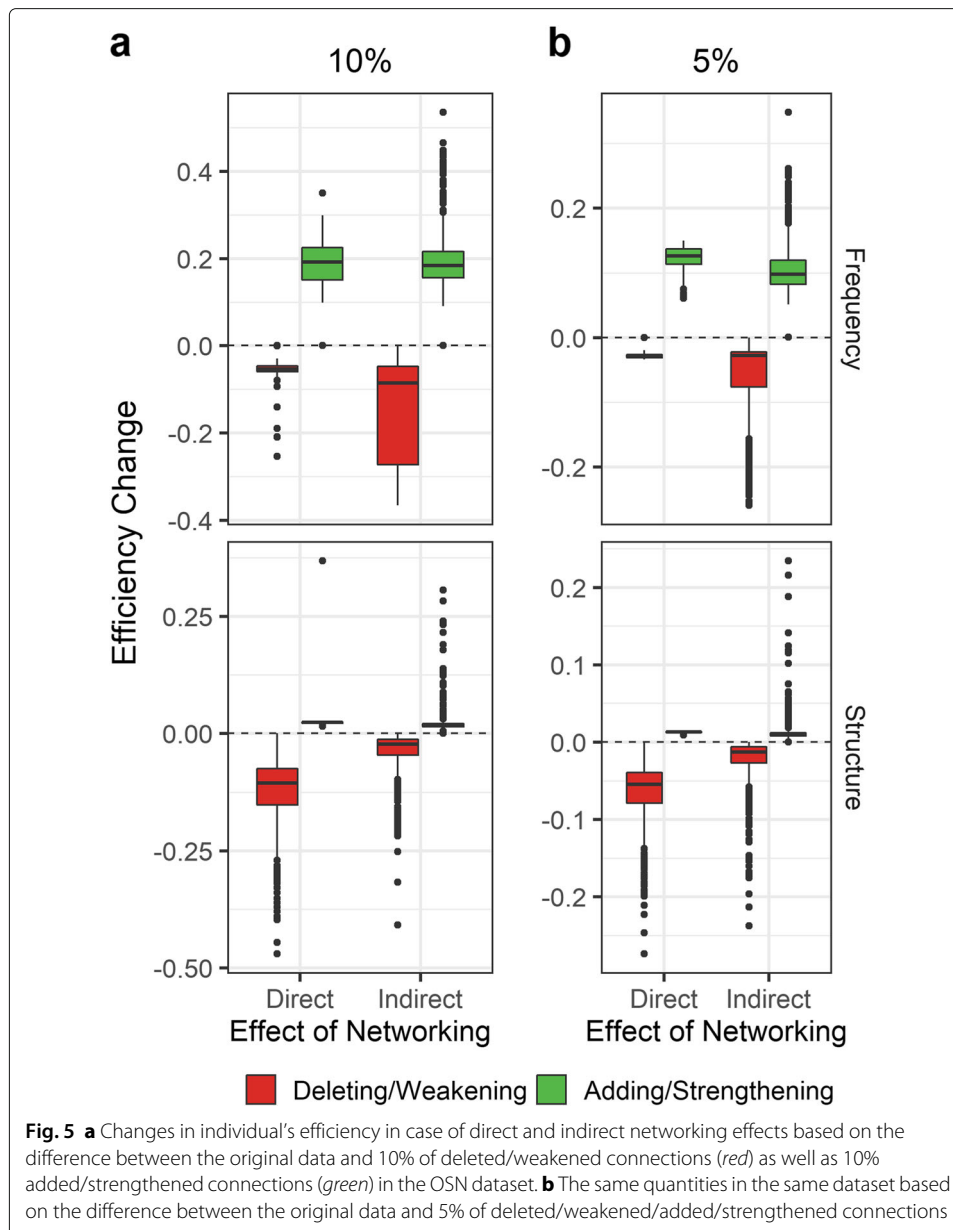 a
b
10%
5%
Efficiency Change
0.4
0.2
0.0
-0.2
-0.4
0.2
0.0
-0.2
Frequency
0.25
0.00
-0.25
-0.50
0.2
0.1
0.0
-0.1
-0.2
Structure
Direct Indirect
Direct Indirect
Effect of Networking
Effect of Networking
Deleting/Weakening Adding/Strengthening
Fig. 5 a Changes in individual's efficiency in case of direct and indirect networking effects based on the
difference between the original data and 10% of deleted/weakened connections (red) as well as 10%
added/strengthened connections (green) in the OSN dataset. b The same quantities in the same dataset based
on the difference between the original data and 5% of deleted/weakened/added/strengthened connections